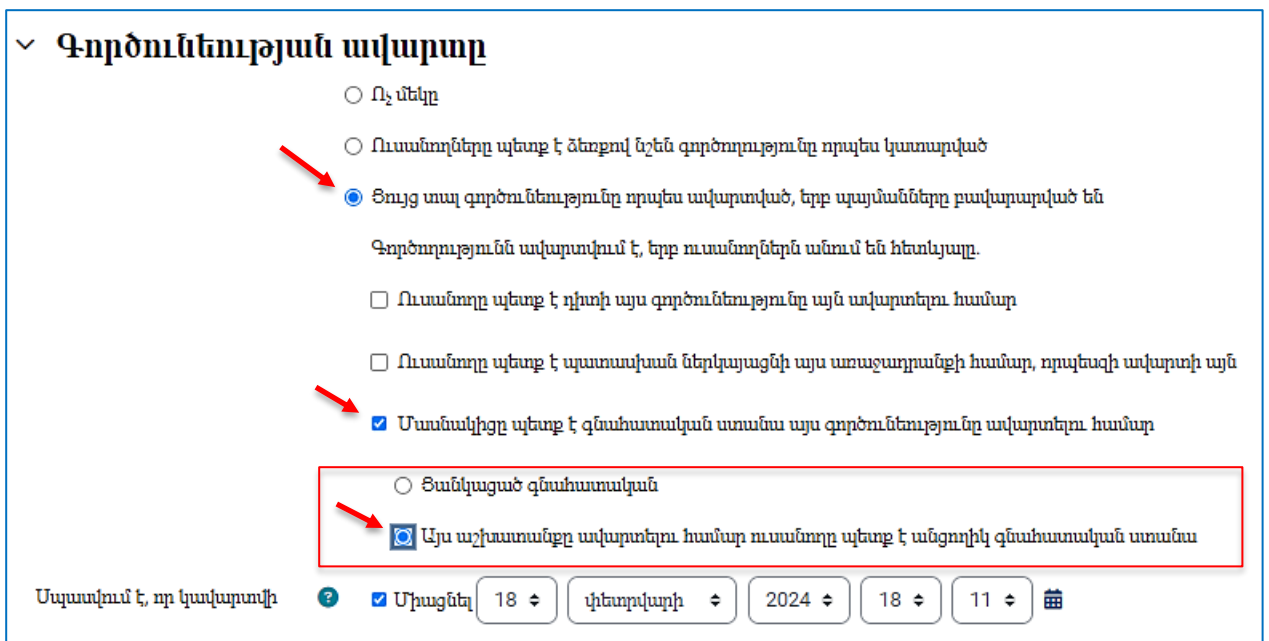 Գործունեության ավարտը
Ոչ մեկը
Ուսանողները պետք է ձեռքով նշեն գործողությունը որպես կատարված
Ցույց տալ գործունեությունը որպես ավարտված, երբ պայմանները բավարարված են
Գործողությունն ավարտվում է, երբ ուսանողներն անում են հետևյալը.
Ուսանողը պետք է դիտի այս գործունեությունը այն ավարտելու համար
Ուսանողը պետք է պատասխան ներկայացնի այս առաջադրանքի համար, որպեսզի ավարտի այն
Մասնակիցը պետք է գնահատական ստանա այս գործունեությունը ավարտելու համար
Ցանկացած գնահատական
Այս աշխատանքը ավարտելու համար ուսանողը պետք է անցողիկ գնահատական ստանա
Սպասվում է, որ կավարտվի ? Միացնել 18 փետրվարի 2024 18 11